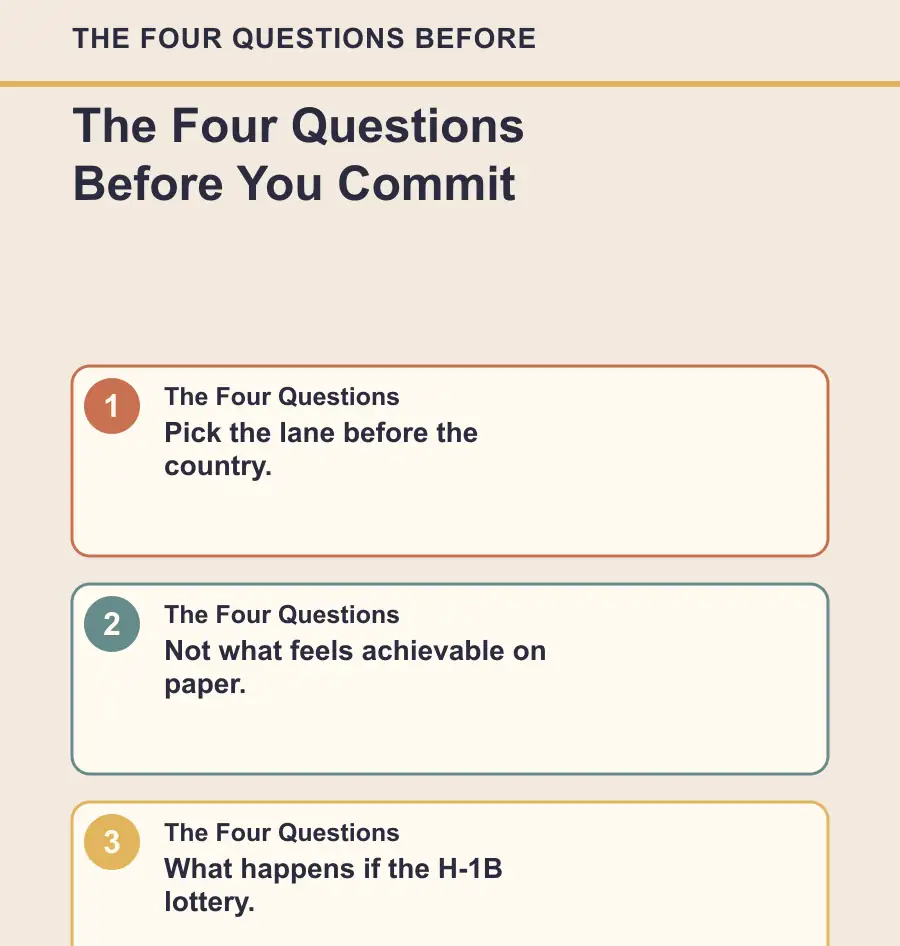 THE FOUR QUESTIONS BEFORE
The Four Questions
Before You Commit
1
The Four Questions
Pick the lane before the
country.
2
The Four Questions
Not what feels achievable on
paper.
3
The Four Questions
What happens if the H-1B
lottery.